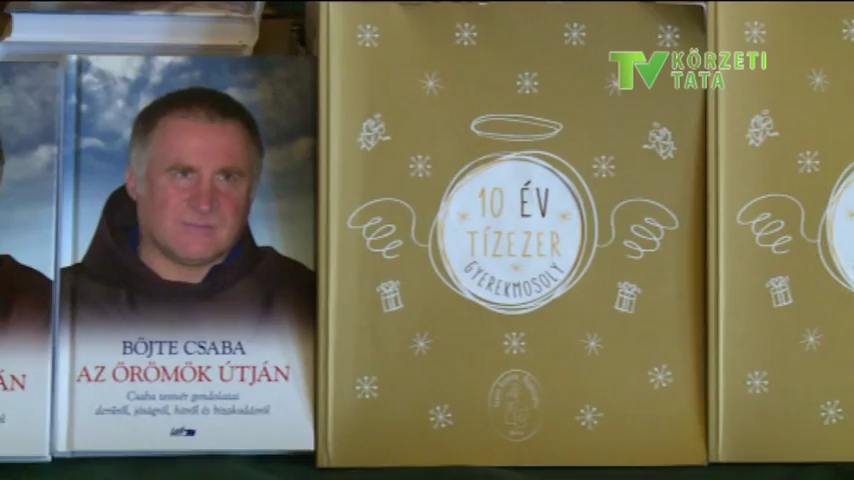 TV KÖRZETI
TATA
10 ÉV
TÍZEZER
GYEREKMOSOLY
BÖJTE CSABA
AZ ÖRÖMÖK ÚTJÁN
Csaba testvér gondolatai
derűről, jóságról, hitről és bizakodásról
ÁN